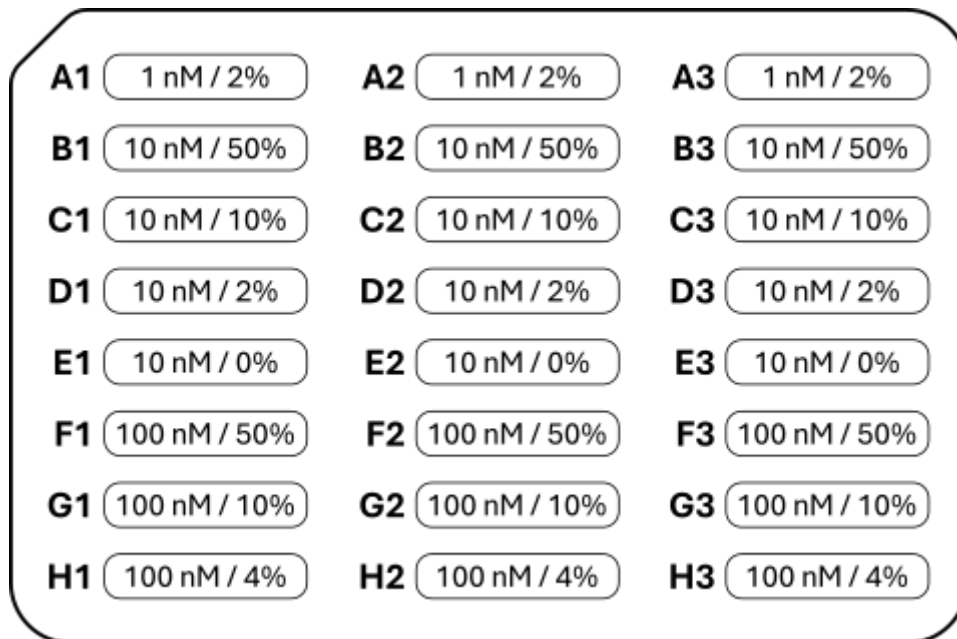 A1 1 nM / 2% A2 1 nM / 2% A3 1 nM / 2%
B1 10 nM / 50% B2 10 nM / 50% B3 10 nM / 50%
C1 10 nM / 10% C2 10 nM / 10% C3 10 nM / 10%
D1 10 nM / 2% D2 10 nM / 2% D3 10 nM / 2%
E1 10 nM / 0% E2 10 nM / 0% E3 10 nM / 0%
F1 100 nM / 50% F2 100 nM / 50% F3 100 nM / 50%
G1 100 nM / 10% G2 100 nM / 10% G3 100 nM / 10%
H1 100 nM / 4% H2 100 nM / 4% H3 100 nM / 4%